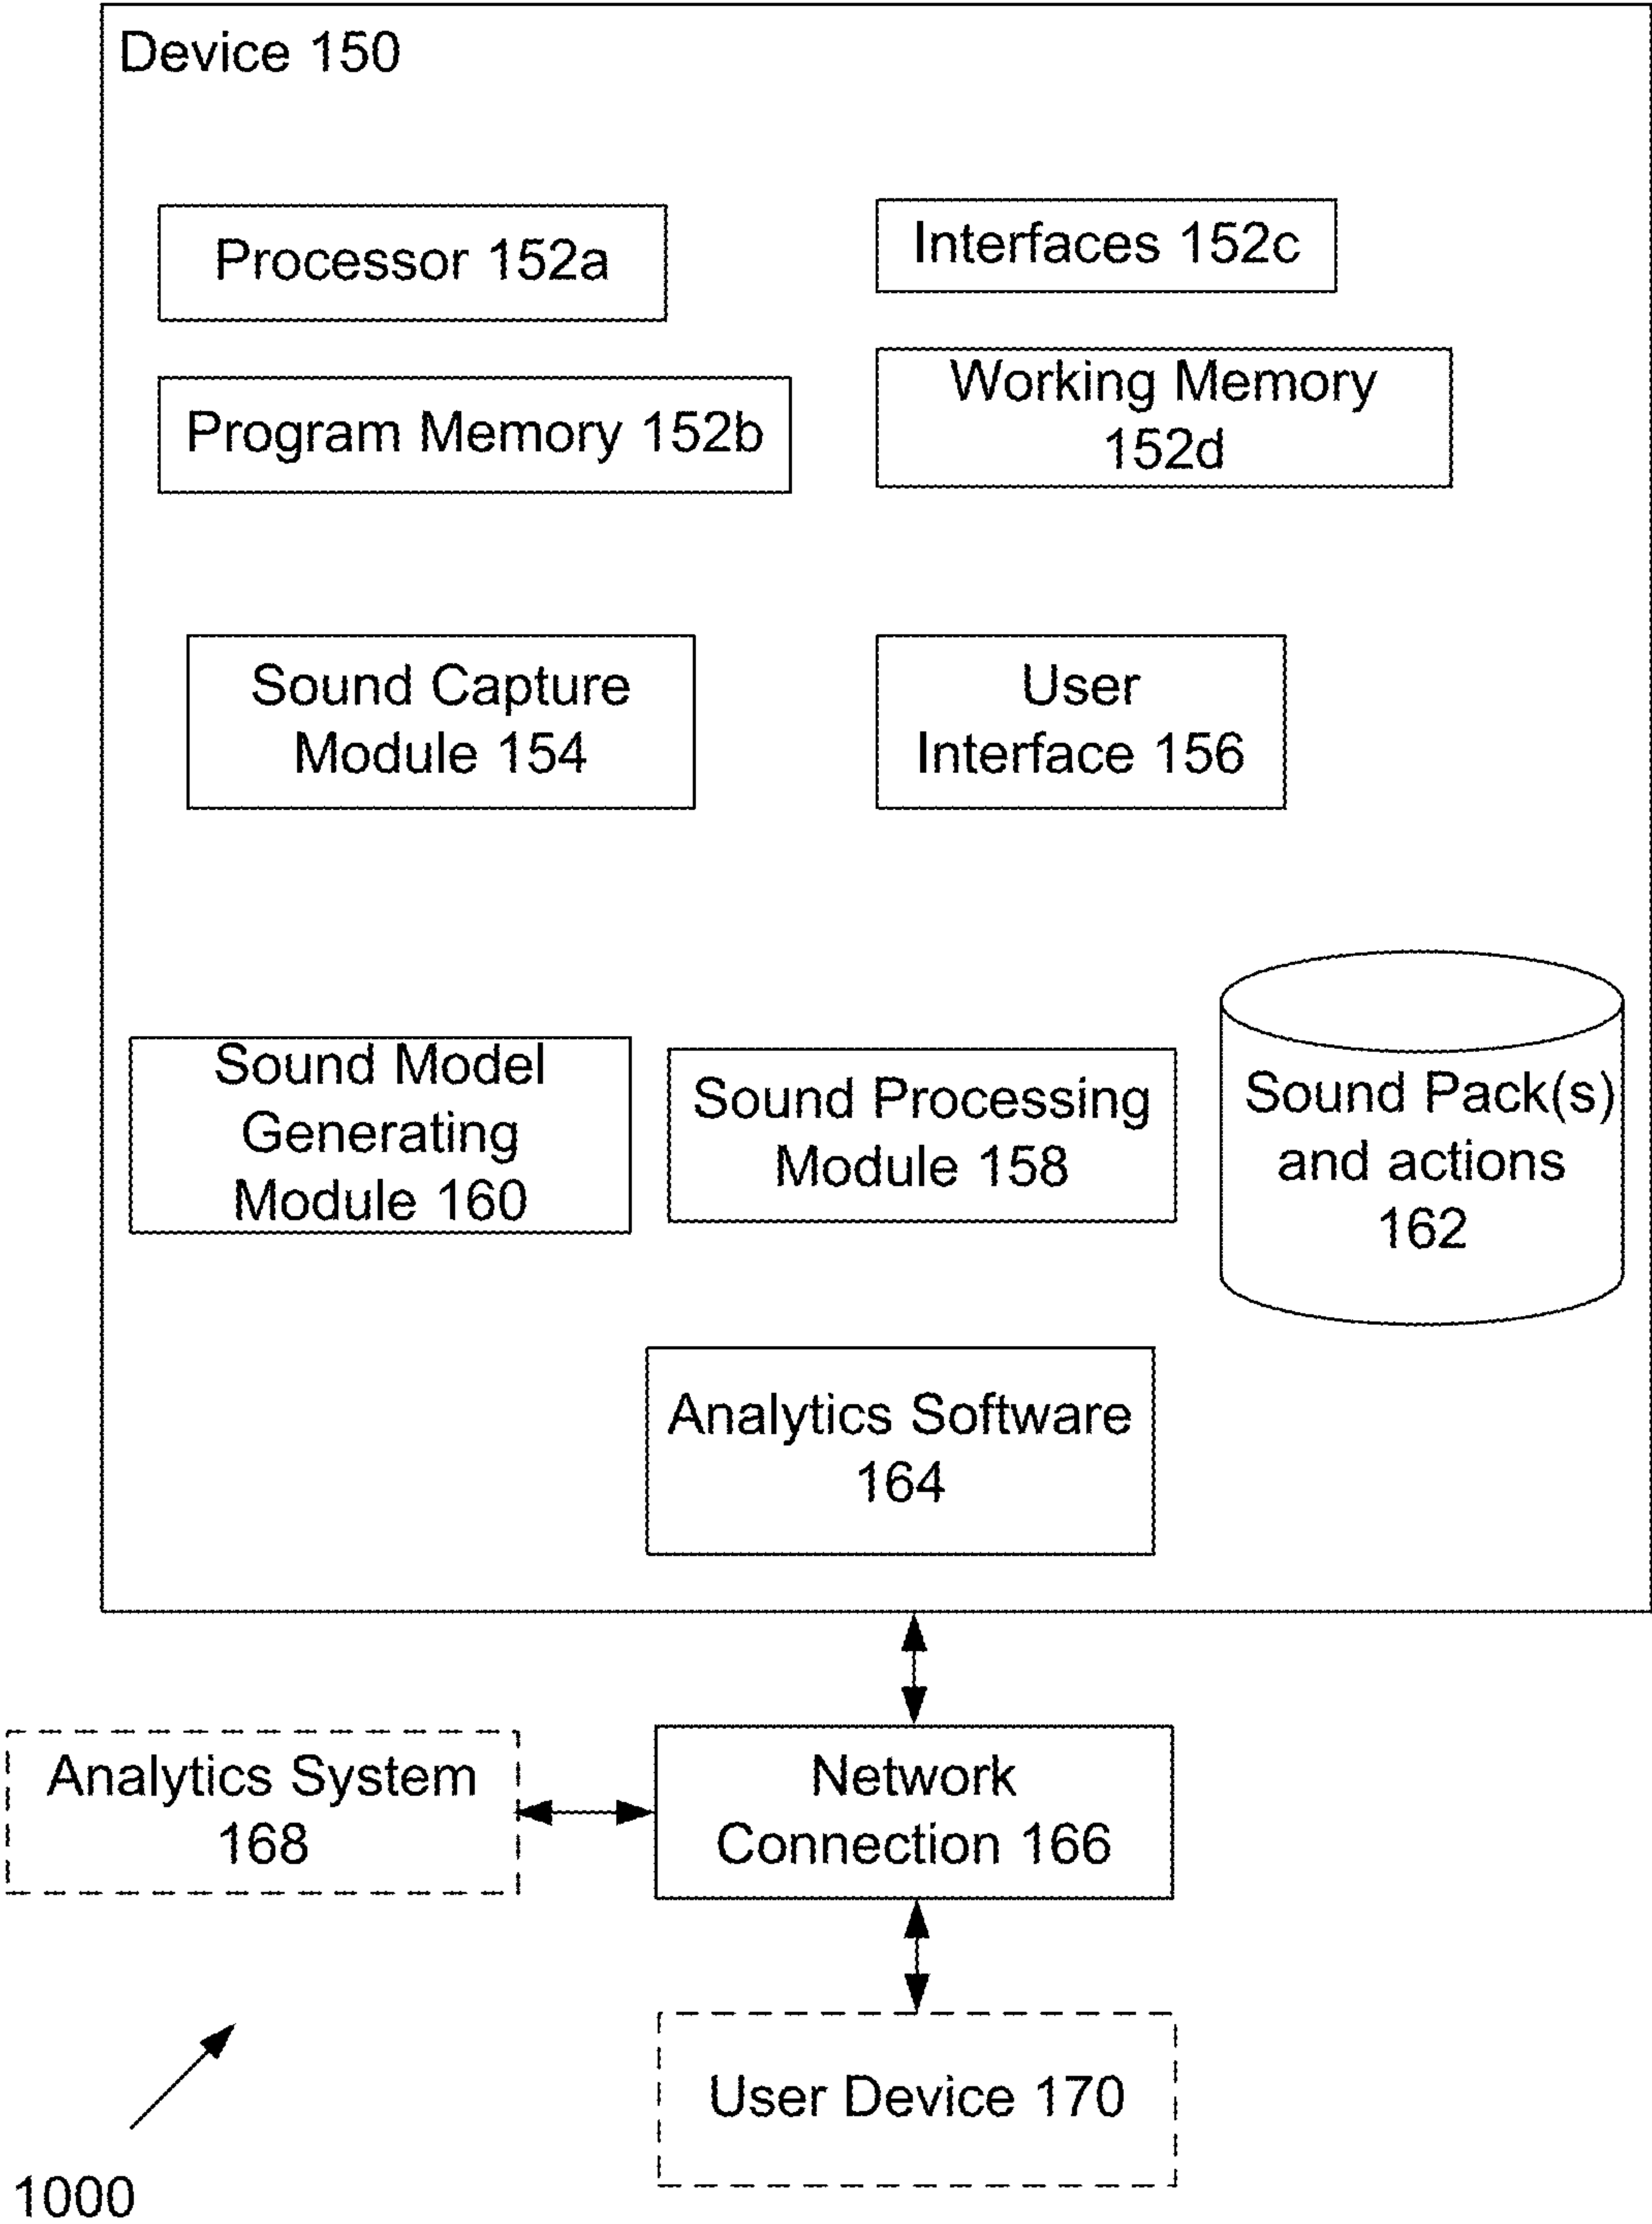 Device 150
Processor 152a
Interfaces 152c
Program Memory 152b
Working Memory
152d
Sound Capture
Module 154
User
Interface 156
Sound Model
Generating
Module 160
Sound Processing
Module 158
Sound Pack(s)
and actions
162
Analytics Software
164
Analytics System
168
Network
Connection 166
User Device 170
1000